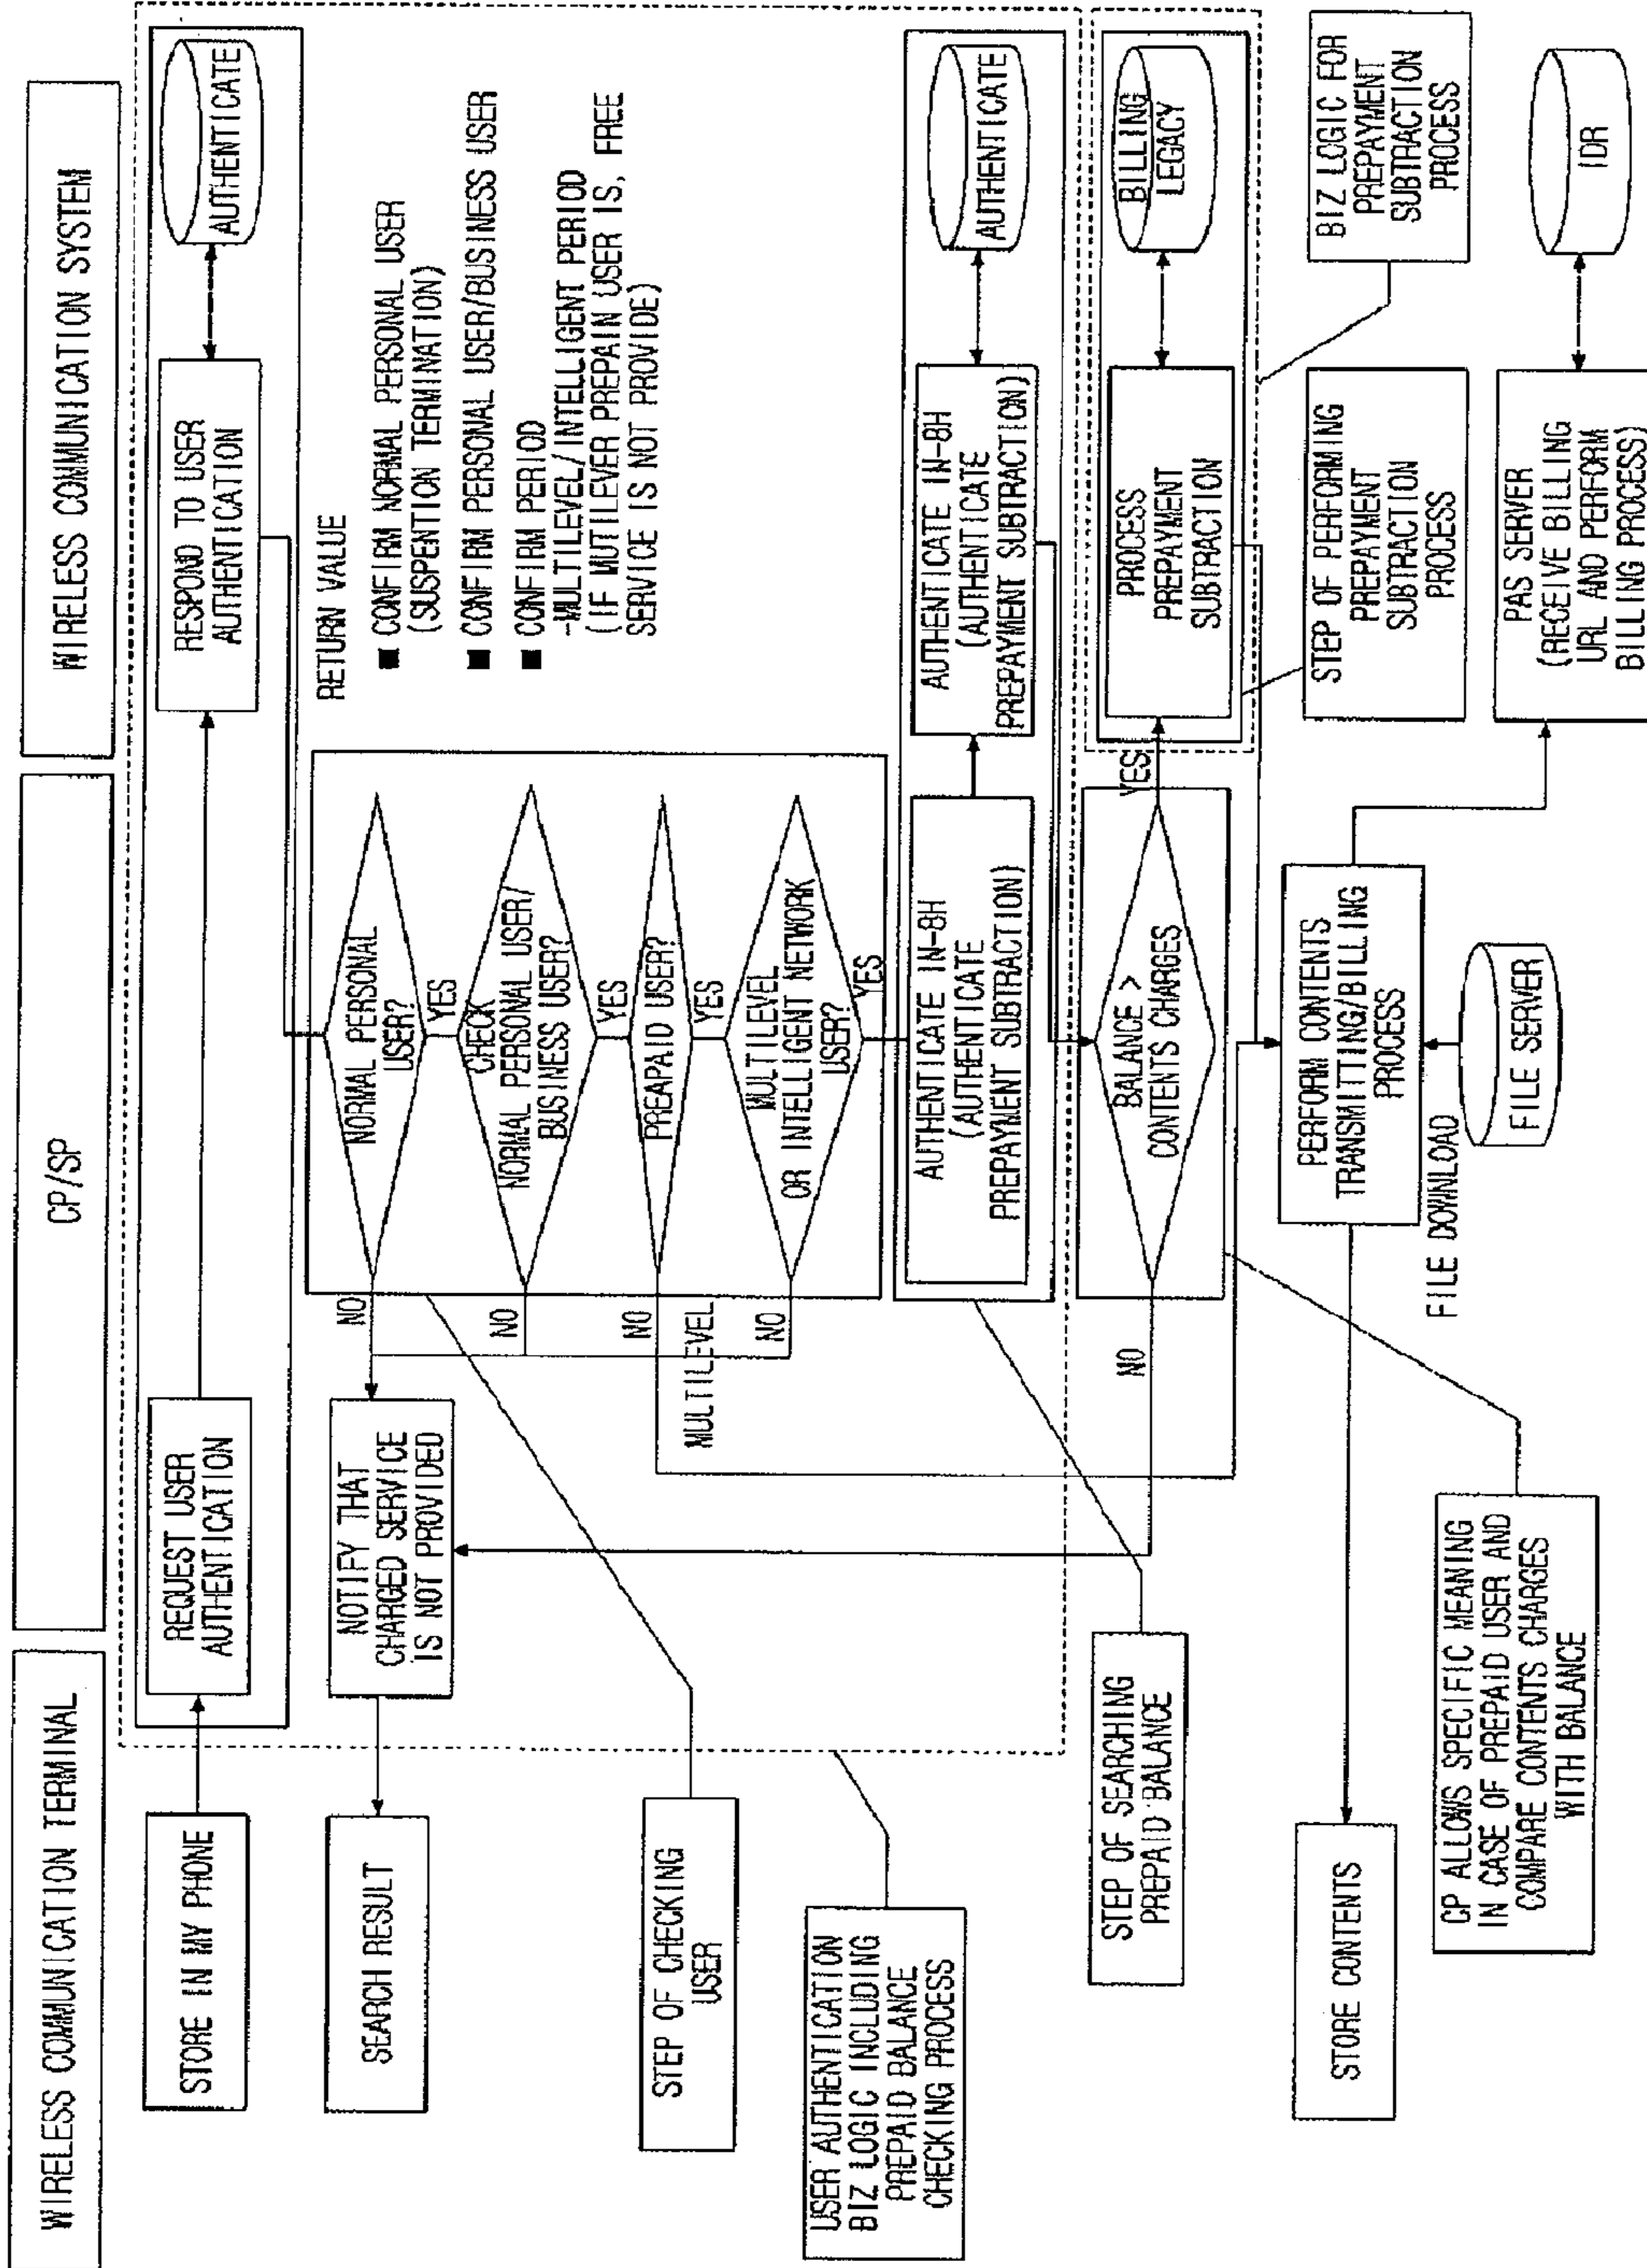 WIRELESS COMMUNICATION TERMINAL
CP/SP
WIRELESS COMMUNICATION SYSTEM
STORE IN MY PHONE
REQUEST USER
AUTHENTICATION
RESPOND TO USER
AUTHENTICATION
AUTHENTICATE
SEARCH RESULT
NOTIFY THAT
CHARGED SERVICE
IS NOT PROVIDED
NO
NORMAL PERSONAL
USER?
YES
NO
CHECK
NORMAL PERSONAL USER/
BUSINESS USER?
YES
NO
PREAPAID USER?
YES
MULTILEVEL
NO
MULTILEVEL
OR INTELLIGENT NETWORK
USER?
YES
RETURN VALUE
■ CONFIRM NORMAL PERSONAL USER
(SUSPENTION TERMINATION)
■ CONFIRM PERSONAL USER/BUSINESS USER
■ CONFIRM PERIOD
-MULTILEVEL/INTELLIGENT PERIOD
(IF MUTILEVER PREPAIN USER IS, FREE
SERVICE IS NOT PROVIDE)
STEP OF CHECKING
USER
USER AUTHENTICATION
BIZ LOGIC INCLUDING
PREPAID BALANCE
CHECKING PROCESS
AUTHENTICATE IN-8H
(AUTHENTICATE
PREPAYMENT SUBTRACTION)
AUTHENTICATE IN-8H
(AUTHENTICATE
PREPAYMENT SUBTRACTION)
AUTHENTICATE
STEP OF SEARCHING
PREPAID BALANCE
NO
BALANCE >
CONTENTS CHARGES
YES
PROCESS
PREPAYMENT
SUBTRACTION
BILLING
LEGACY
STORE CONTENTS
PERFORM CONTENTS
TRANSMITTING/BILLING
PROCESS
STEP OF PERFORMING
PREPAYMENT
SUBTRACTION
PROCESS
BIZ LOGIC FOR
PREPAYMENT
SUBTRACTION
PROCESS
CP ALLOWS SPECIFIC MEANING
IN CASE OF PREPAID USER AND
COMPARE CONTENTS CHARGES
WITH BALANCE
FILE DOWNLOAD
FILE SERVER
PAS SERVER
(RECEIVE BILLING
URL AND PERFORM
BILLING PROCESS)
IDR